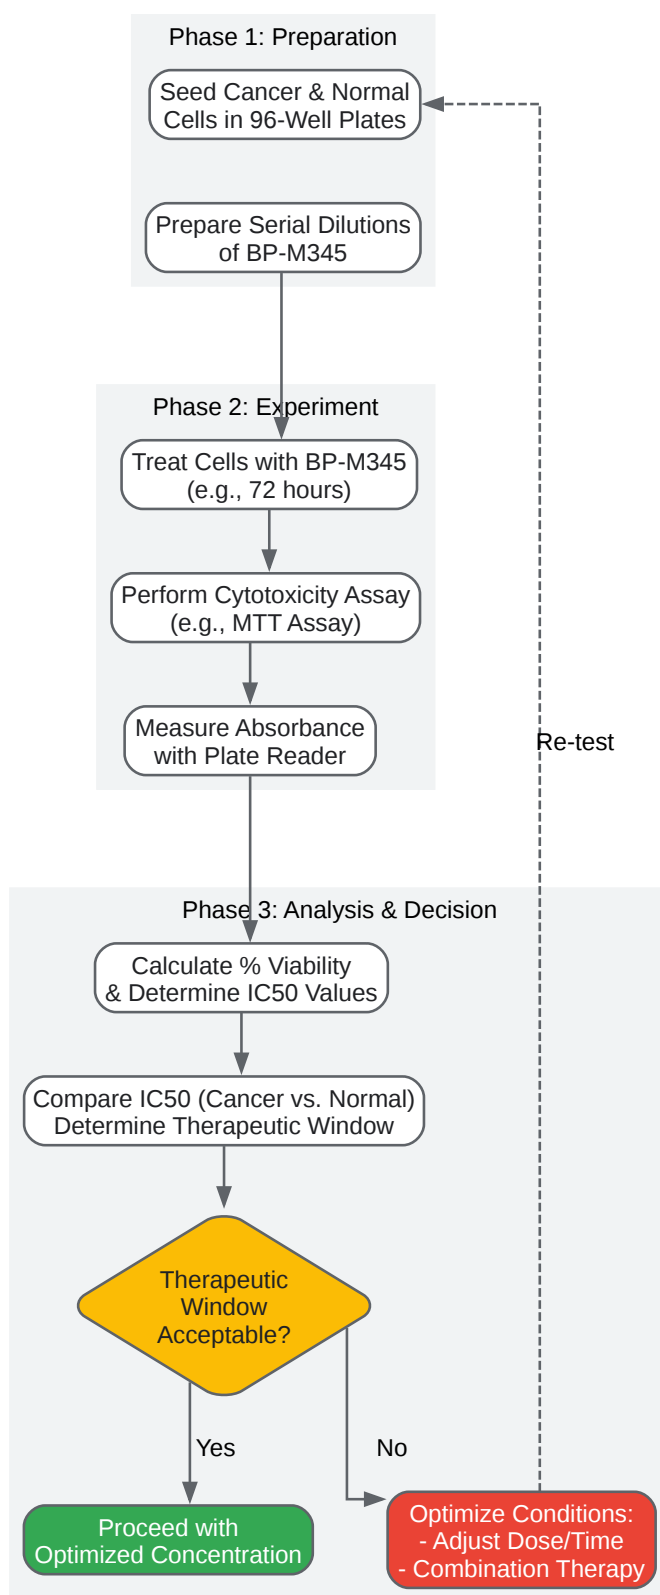 Phase 1: Preparation
Seed Cancer & Normal
Cells in 96-Well Plates
Prepare Serial Dilutions
of BP-M345
Phase 2: Experiment
Treat Cells with BP-M345
(e.g., 72 hours)
Perform Cytotoxicity Assay
(e.g., MTT Assay)
Measure Absorbance
with Plate Reader
Re-test
Phase 3: Analysis & Decision
Calculate % Viability
& Determine IC50 Values
Compare IC50 (Cancer vs. Normal)
Determine Therapeutic Window
Therapeutic
Window
Acceptable?
Yes
No
Proceed with
Optimized Concentration
Optimize Conditions:
- Adjust Dose/Time
- Combination Therapy